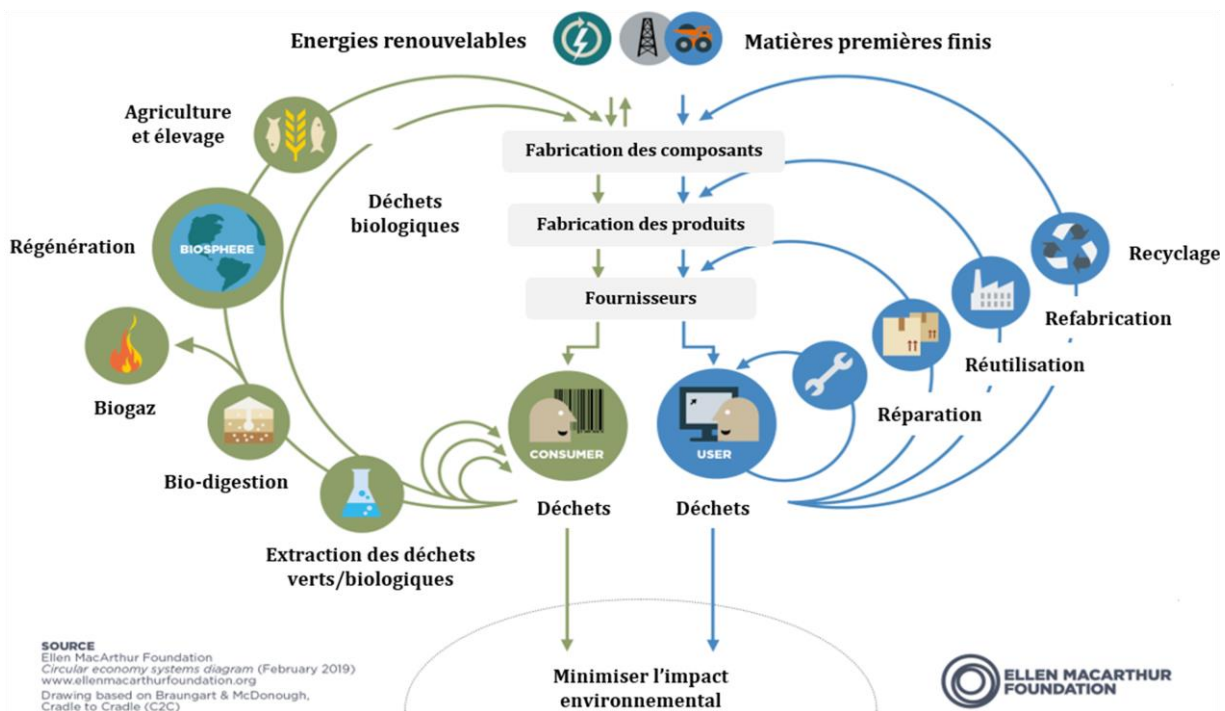 Energies renouvelables
Matières premières finis
Agriculture
et élevage
Fabrication des composants
Déchets
biologiques
Fabrication des produits
Régénération
BIOSPHERE
Recyclage
Fournisseurs
Refabrication
Réutilisation
Biogaz
Réparation
CONSUMER
USER
Bio-digestion
Déchets
Déchets
Extraction des déchets
verts/biologiques
Minimiser l’impact
environnemental
SOURCE
Ellen MacArthur Foundation
Circular economy systems diagram (February 2019)
www.ellenmacarthurfoundation.org
Drawing based on Braungart & McDonough,
Cradle to Cradle (C2C)
ELLEN MACARTHUR
FOUNDATION